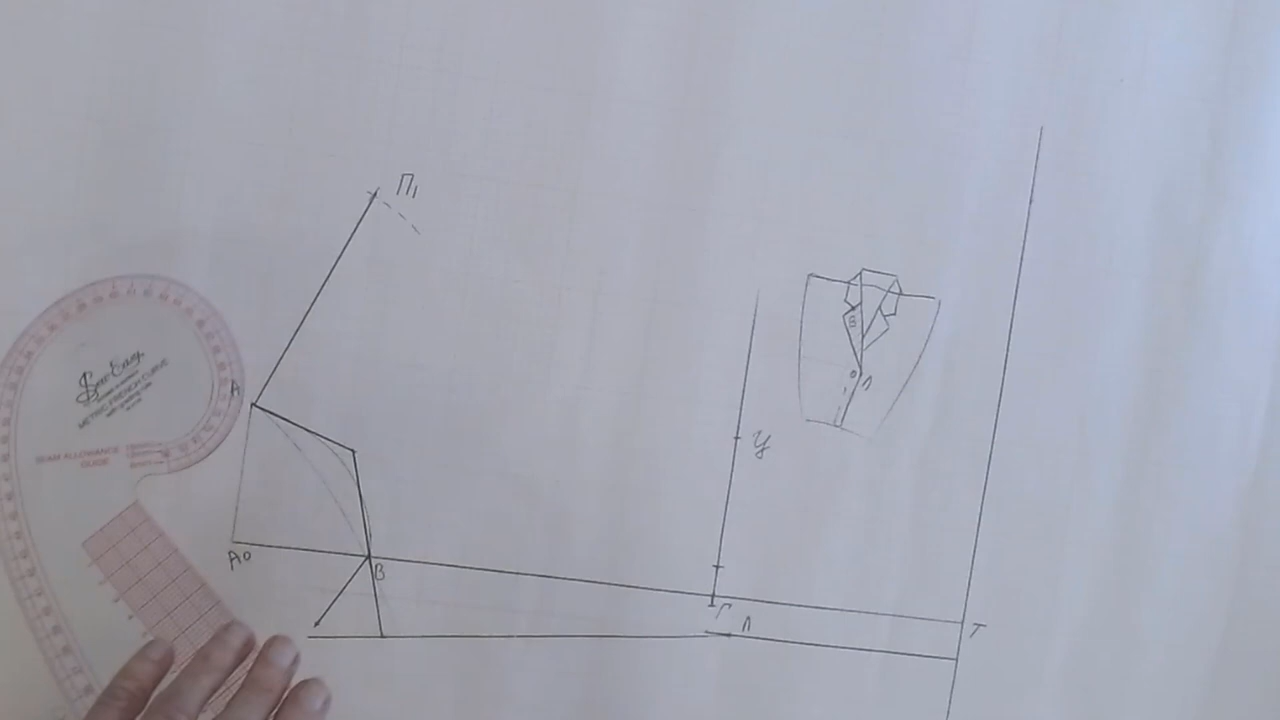 П₁
Sew Easy
METRIC FRENCH CURVE
A
SEAM ALLOWANCE
GUIDE
В
Л
У
А₀
В
Г
Л
Т